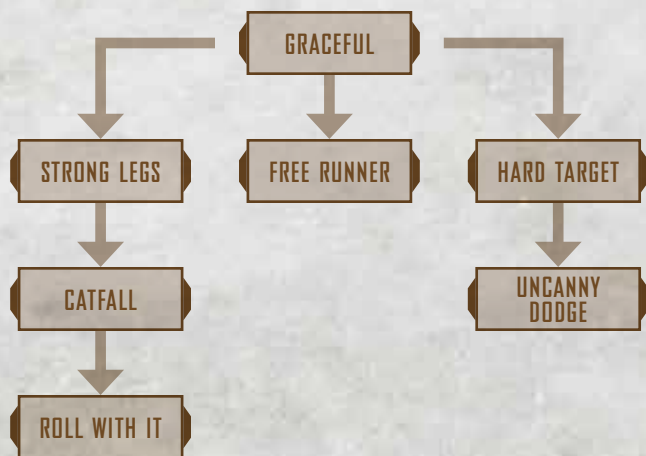 GRACEFUL
STRONG LEGS
FREE RUNNER
HARD TARGET
CATFALL
UNCANNY
DODGE
ROLL WITH IT